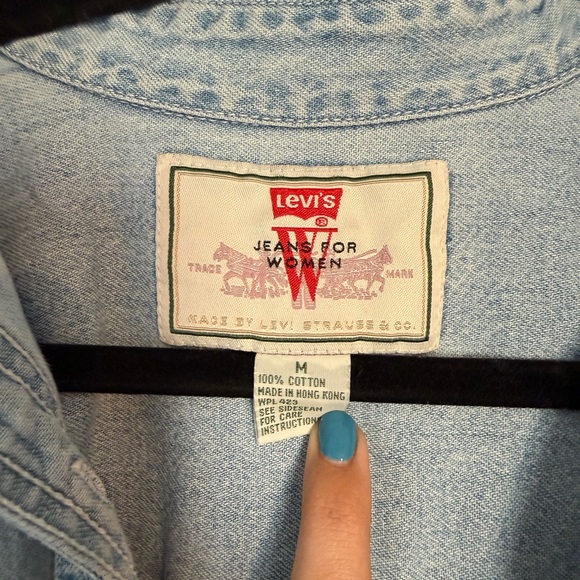 LEVI'S
®
W
JEANS FOR
WOMEN
TRADE MARK
MADE BY LEVI STRAUSS & CO.
M
100% COTTON
MADE IN HONG KONG
WPL 423
SEE SIDESEAM
FOR CARE
INSTRUCTION